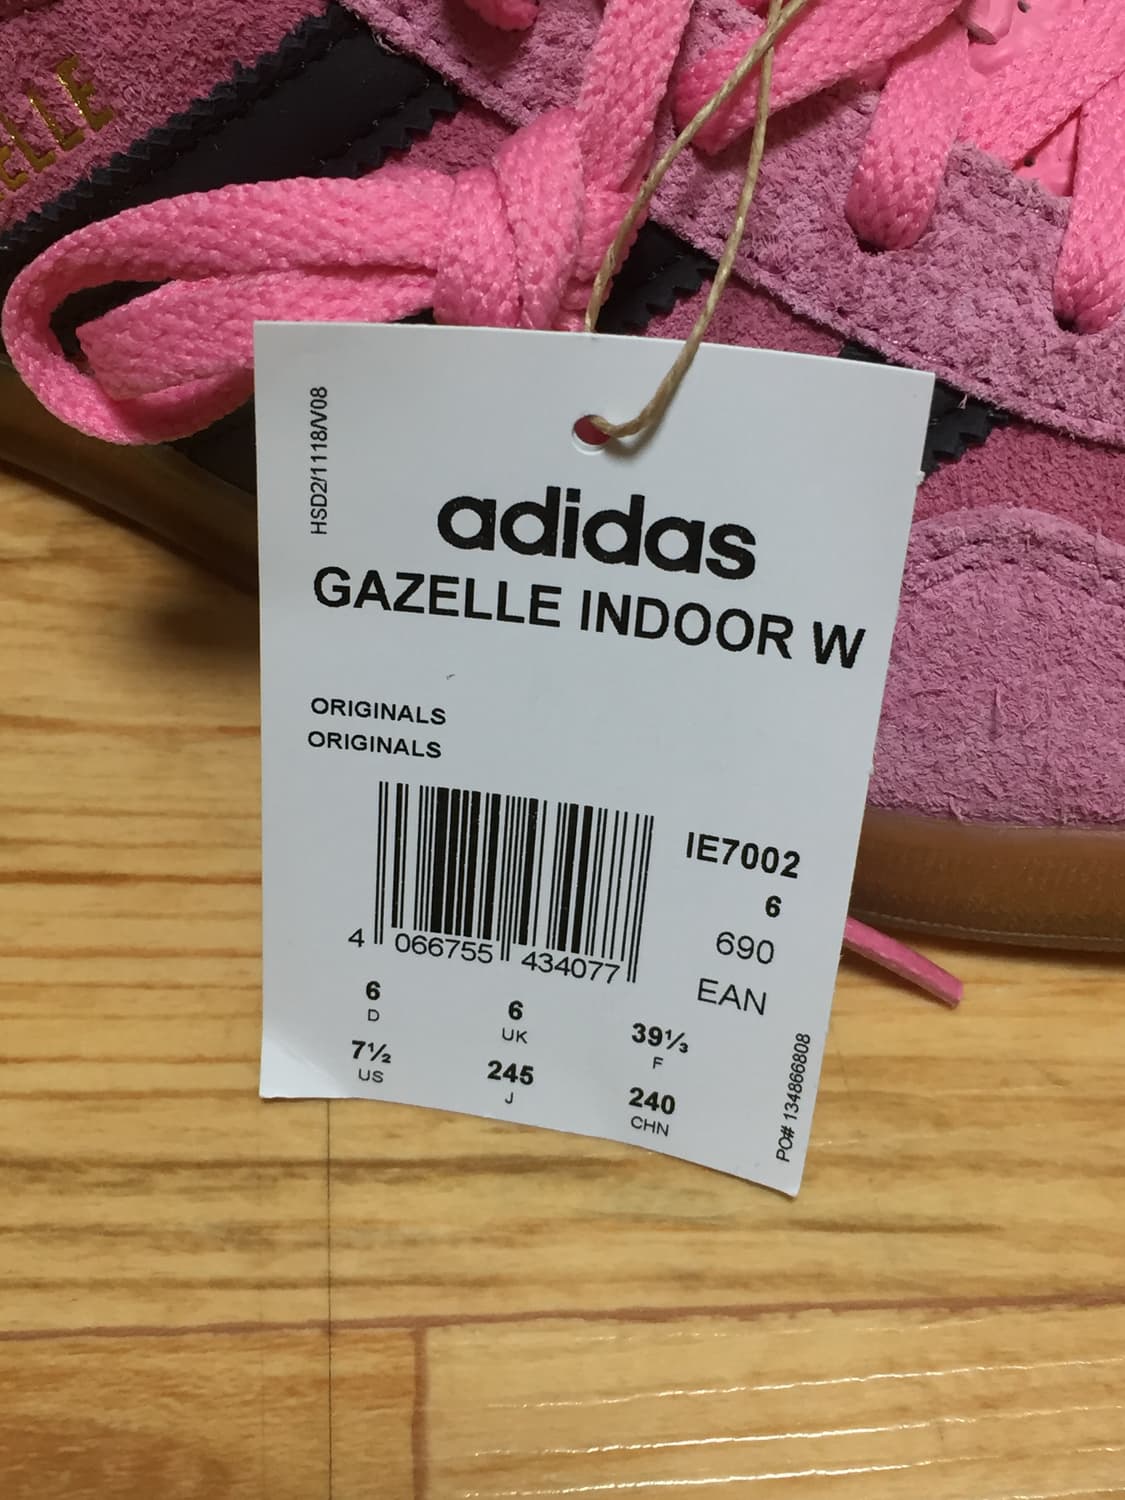 ELLE
HSD2/1118/V08
adidas
GAZELLE INDOOR W
ORIGINALS
ORIGINALS
IE7002
6
690
EAN
4 066755 434077
6 6 39⅓
D UK F
7½ 245 240
US J CHN
PO# 134866808